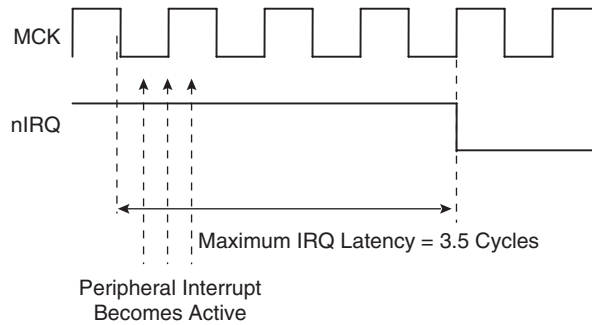 MCK
nIRQ
Maximum IRQ Latency = 3.5 Cycles
Peripheral Interrupt
Becomes Active